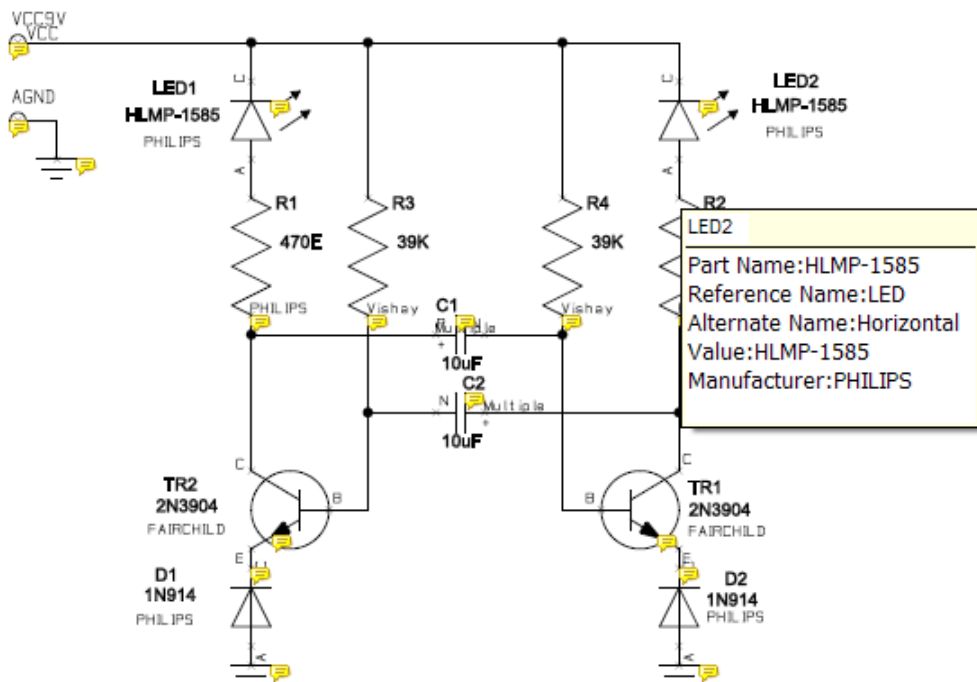 VCC9V
VCC
AGND
LED1
HLMP-1585
PHILIPS
C
A
LED2
HLMP-1585
PHILIPS
C
A
R1
470E
PHILIPS
R3
39K
Vishay
R4
39K
Vishay
R2
LED2
Part Name:HLMP-1585
Reference Name:LED
Alternate Name:Horizontal
Value:HLMP-1585
Manufacturer:PHILIPS
C1
Multiple
+
10uF
C2
N
Multiple
+
10uF
C
TR2
2N3904
FAIRCHILD
B
E
C
TR1
2N3904
FAIRCHILD
B
E
D1
1N914
PHILIPS
A
D2
1N914
PHILIPS
A